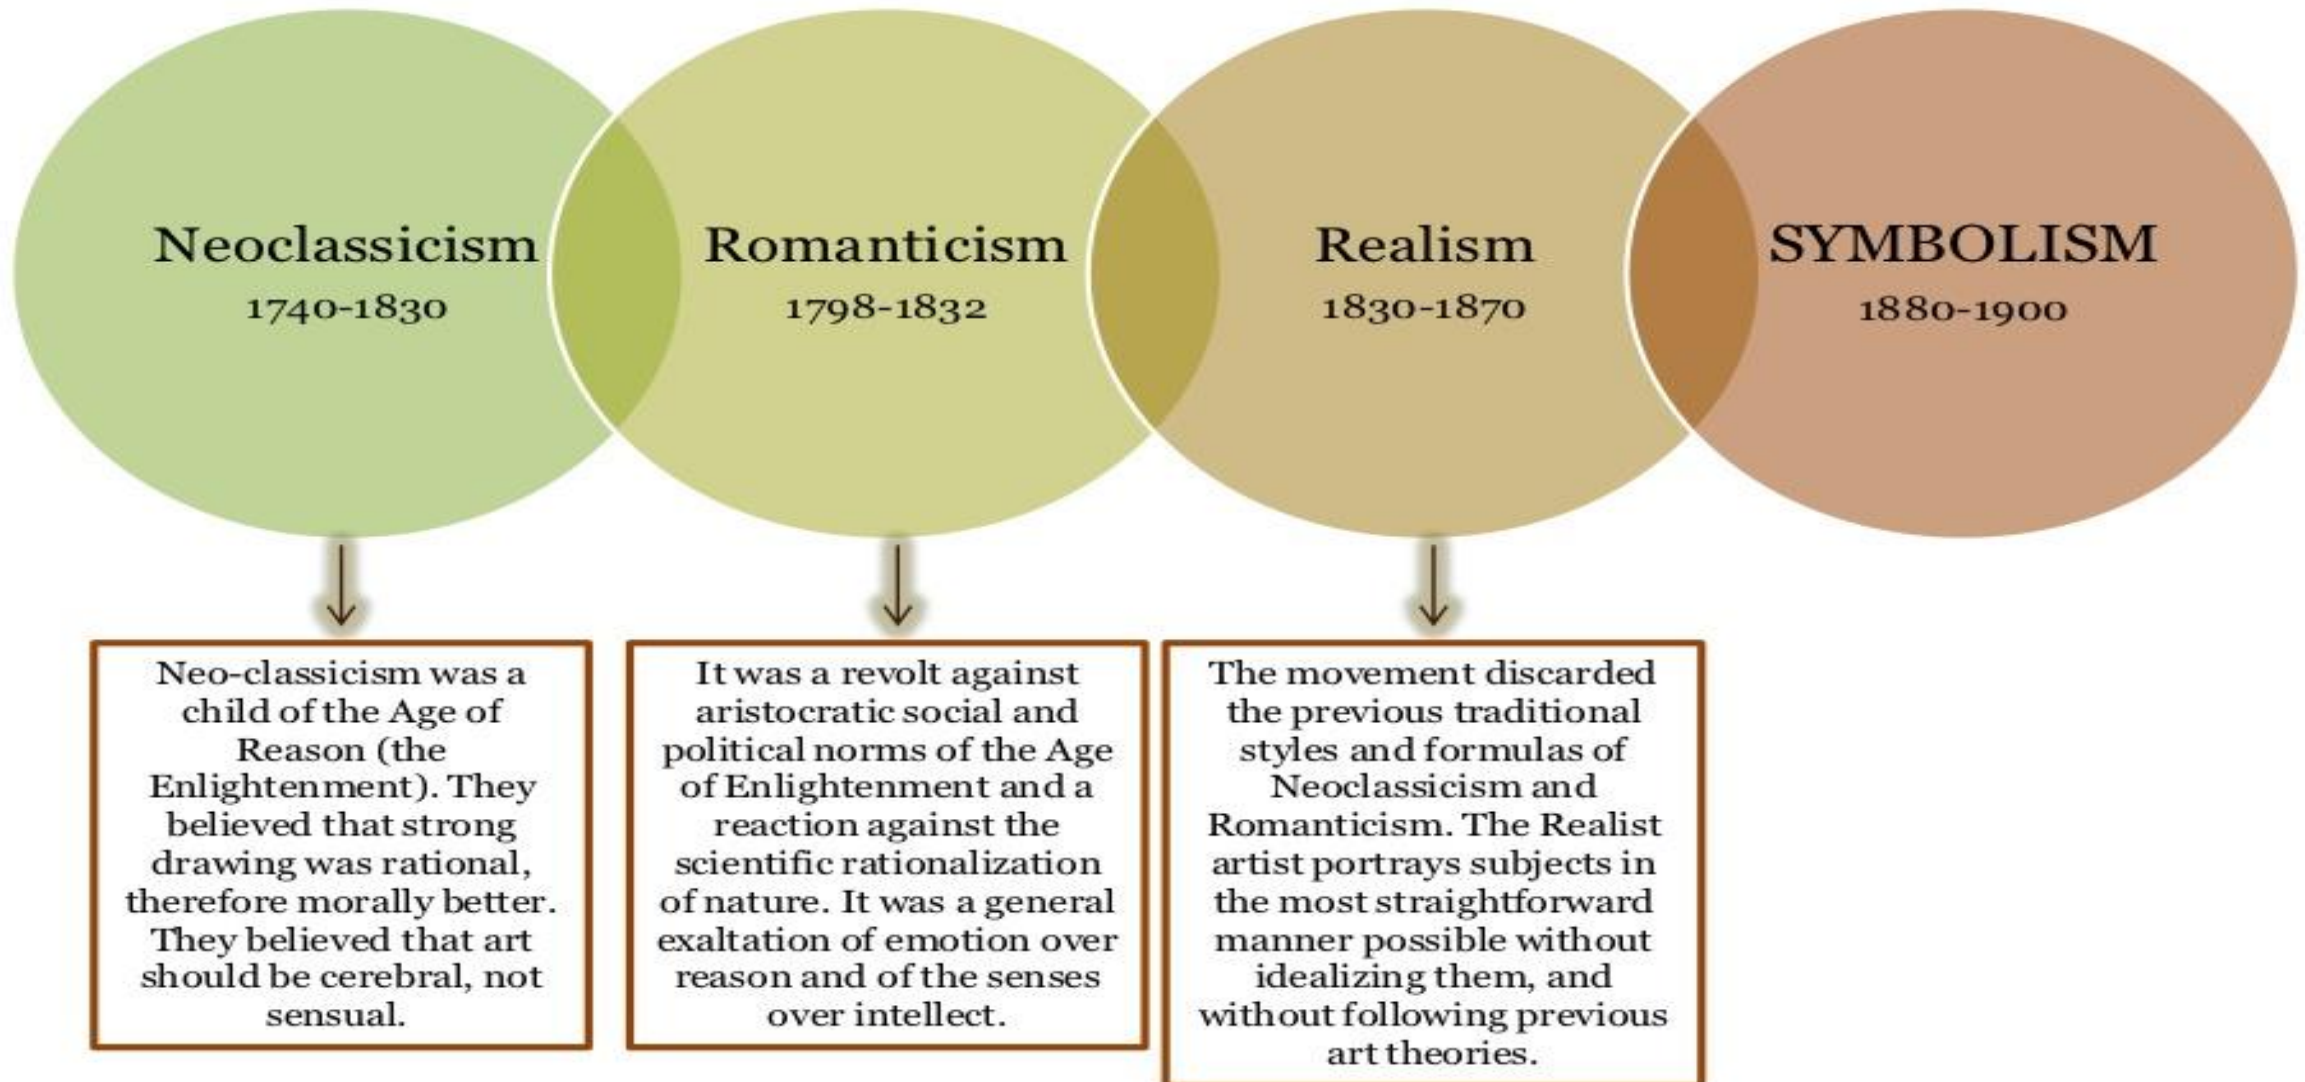 Neoclassicism
1740-1830
Romanticism
1798-1832
Realism
1830-1870
SYMBOLISM
1880-1900
Neo-classicism was a
child of the Age of
Reason (the
Enlightenment). They
believed that strong
drawing was rational,
therefore morally better.
They believed that art
should be cerebral, not
sensual.
It was a revolt against
aristocratic social and
political norms of the Age
of Enlightenment and a
reaction against the
scientific rationalization
of nature. It was a general
exaltation of emotion over
reason and of the senses
over intellect.
The movement discarded
the previous traditional
styles and formulas of
Neoclassicism and
Romanticism. The Realist
artist portrays subjects in
the most straightforward
manner possible without
idealizing them, and
without following previous
art theories.